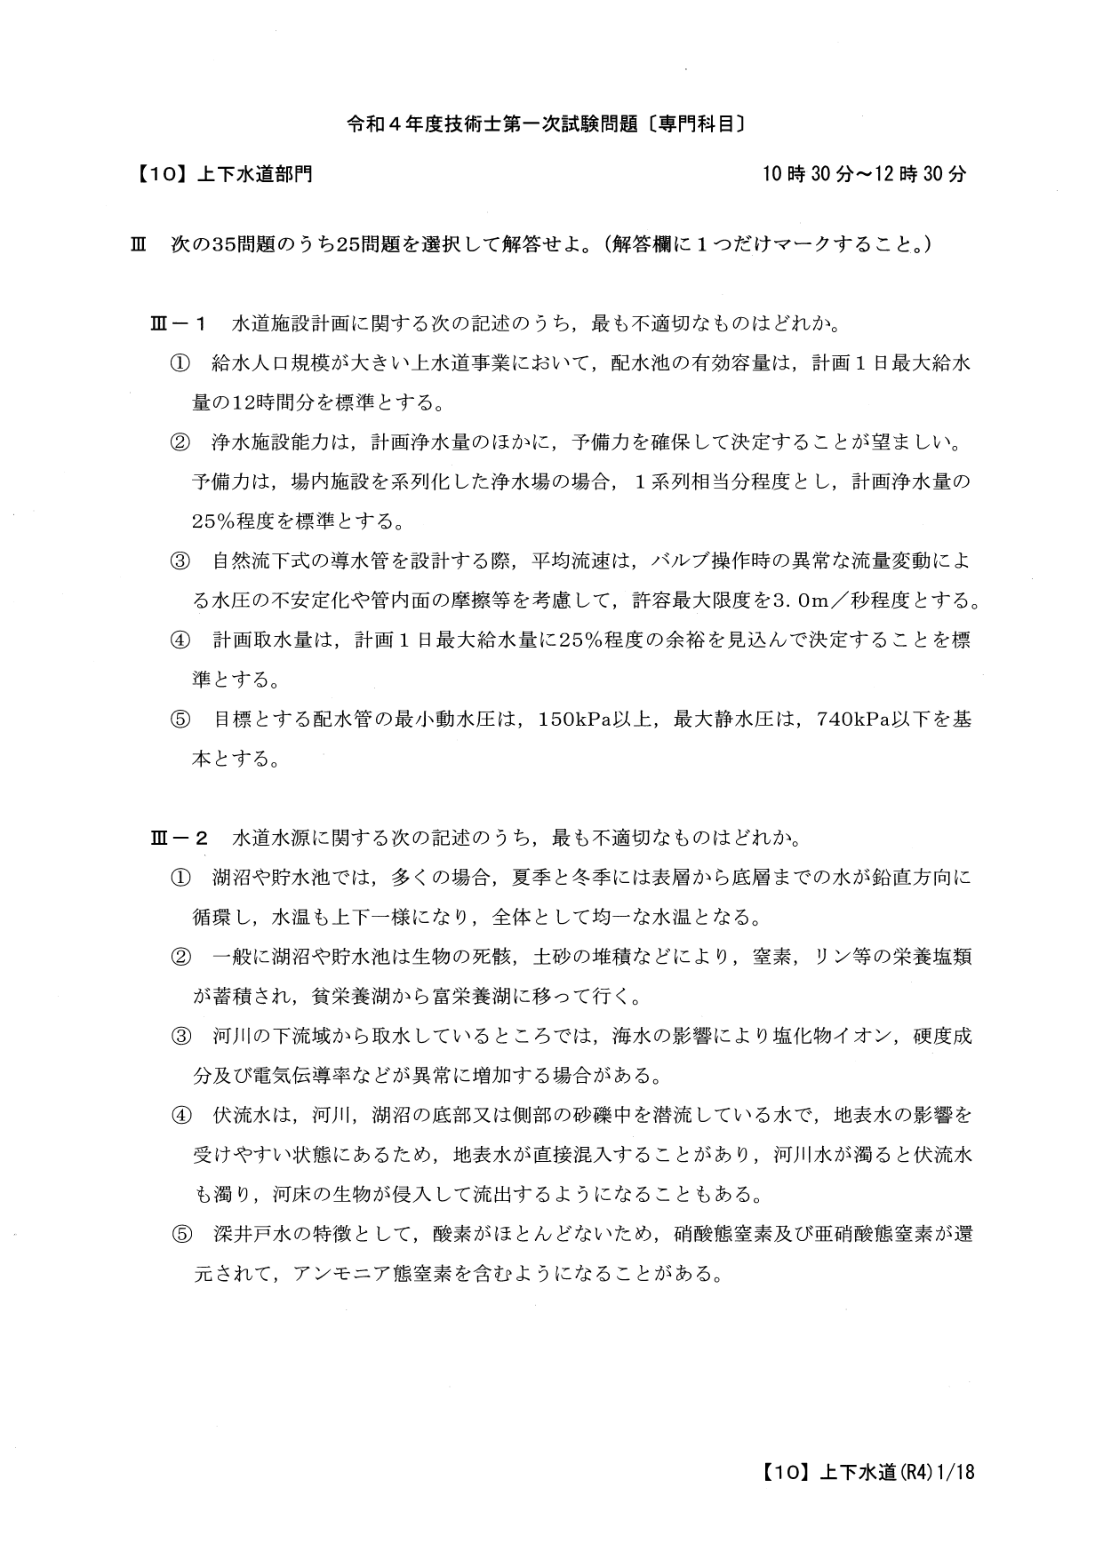 令和４年度技術士第一次試験問題〔専門科目〕
【10】上下水道部門 10時30分～12時30分
Ⅲ　次の35問題のうち25問題を選択して解答せよ。（解答欄に１つだけマークすること。）
Ⅲ－１　水道施設計画に関する次の記述のうち，最も不適切なものはどれか。
①　給水人口規模が大きい上水道事業において，配水池の有効容量は，計画１日最大給水
量の12時間分を標準とする。
②　浄水施設能力は，計画浄水量のほかに，予備力を確保して決定することが望ましい。
予備力は，場内施設を系列化した浄水場の場合，１系列相当分程度とし，計画浄水量の
25％程度を標準とする。
③　自然流下式の導水管を設計する際，平均流速は，バルブ操作時の異常な流量変動によ
る水圧の不安定化や管内面の摩擦等を考慮して，許容最大限度を3.0m／秒程度とする。
④　計画取水量は，計画１日最大給水量に25％程度の余裕を見込んで決定することを標
準とする。
⑤　目標とする配水管の最小動水圧は，150kPa以上，最大静水圧は，740kPa以下を基
本とする。
Ⅲ－２　水道水源に関する次の記述のうち，最も不適切なものはどれか。
①　湖沼や貯水池では，多くの場合，夏季と冬季には表層から底層までの水が鉛直方向に
循環し，水温も上下一様になり，全体として均一な水温となる。
②　一般に湖沼や貯水池は生物の死骸，土砂の堆積などにより，窒素，リン等の栄養塩類
が蓄積され，貧栄養湖から富栄養湖に移って行く。
③　河川の下流域から取水しているところでは，海水の影響により塩化物イオン，硬度成
分及び電気伝導率などが異常に増加する場合がある。
④　伏流水は，河川，湖沼の底部又は側部の砂礫中を潜流している水で，地表水の影響を
受けやすい状態にあるため，地表水が直接混入することがあり，河川水が濁ると伏流水
も濁り，河床の生物が侵入して流出するようになることもある。
⑤　深井戸水の特徴として，酸素がほとんどないため，硝酸態窒素及び亜硝酸態窒素が還
元されて，アンモニア態窒素を含むようになることがある。
【10】上下水道(R4)1/18